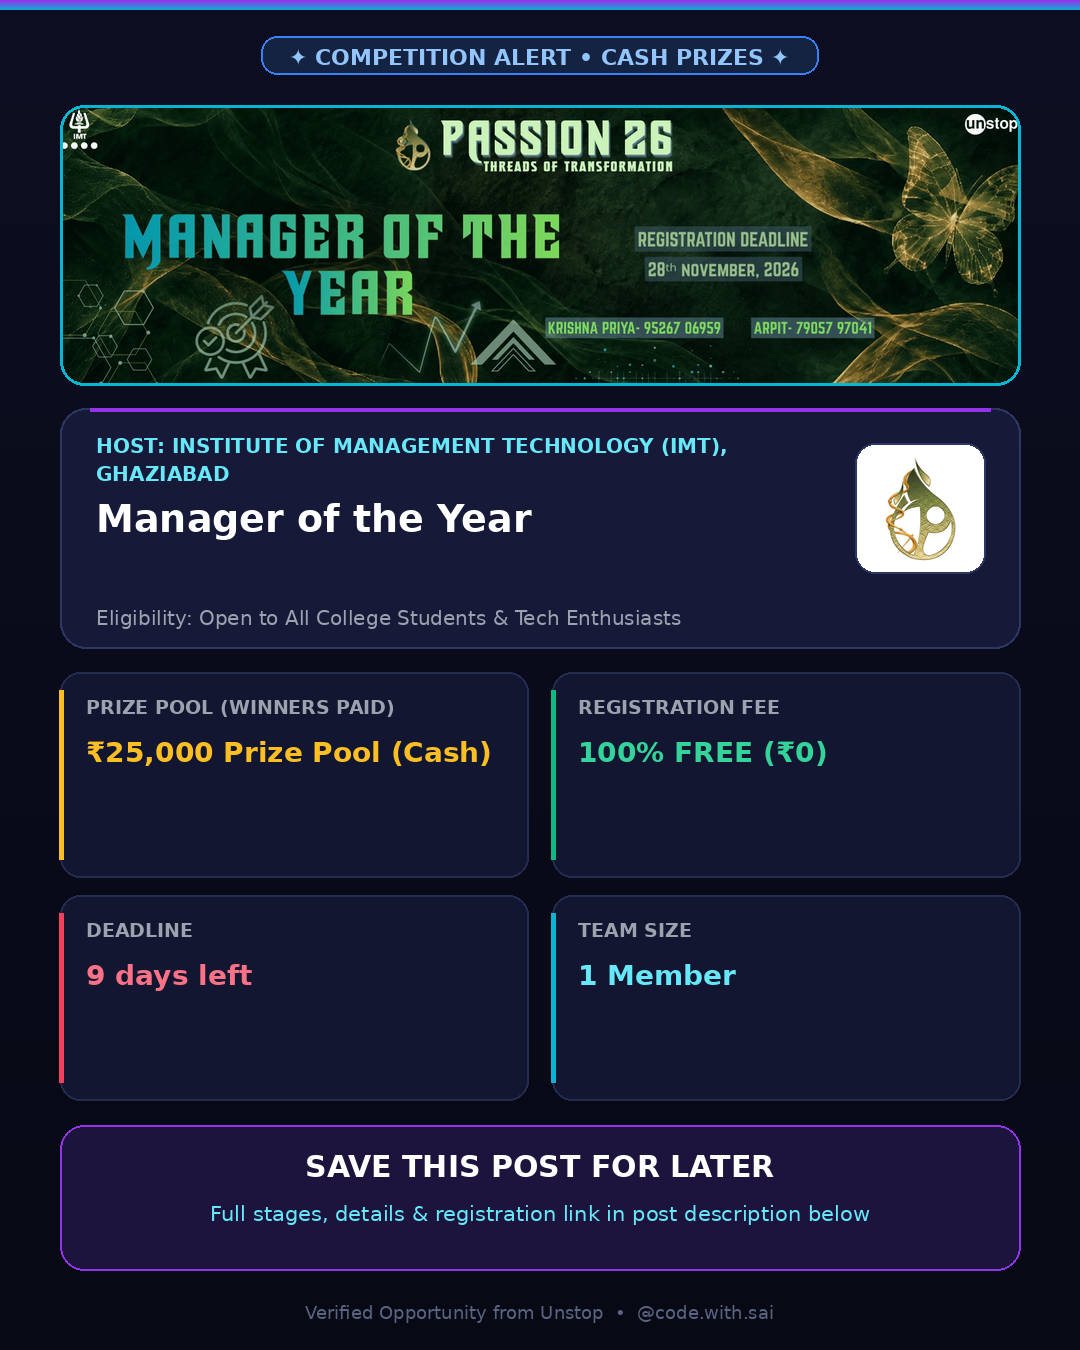 ✦ COMPETITION ALERT • CASH PRIZES ✦
IMT
unstop
PASSION 26
THREADS OF TRANSFORMATION
MANAGER OF THE
YEAR
REGISTRATION DEADLINE
28th NOVEMBER, 2026
KRISHNA PRIYA- 95267 06959
ARPIT- 79057 97041
HOST: INSTITUTE OF MANAGEMENT TECHNOLOGY (IMT),
GHAZIABAD
Manager of the Year
Eligibility: Open to All College Students & Tech Enthusiasts
PRIZE POOL (WINNERS PAID)
₹25,000 Prize Pool (Cash)
REGISTRATION FEE
100% FREE (₹0)
DEADLINE
9 days left
TEAM SIZE
1 Member
SAVE THIS POST FOR LATER
Full stages, details & registration link in post description below
Verified Opportunity from Unstop • @code.with.sai